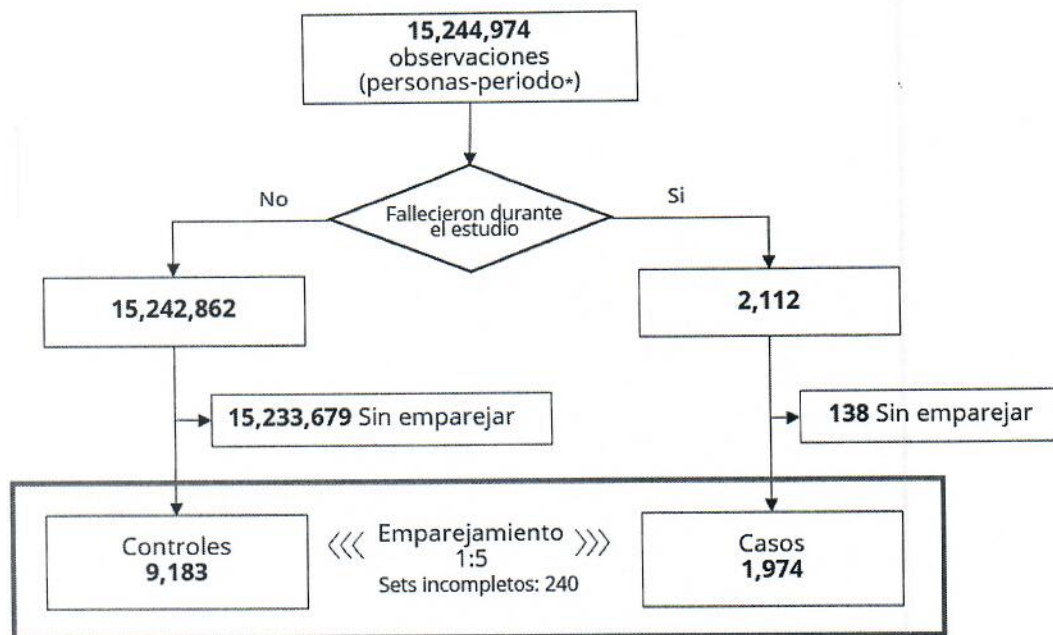 15,244,974
observaciones
(personas-periodo*)
No
Si
Fallecieron durante
el estudio
15,242,862
2,112
15,233,679 Sin emparejar
138 Sin emparejar
Controles
9,183
<<< Emparejamiento >>>
1:5
Sets incompletos: 240
Casos
1,974